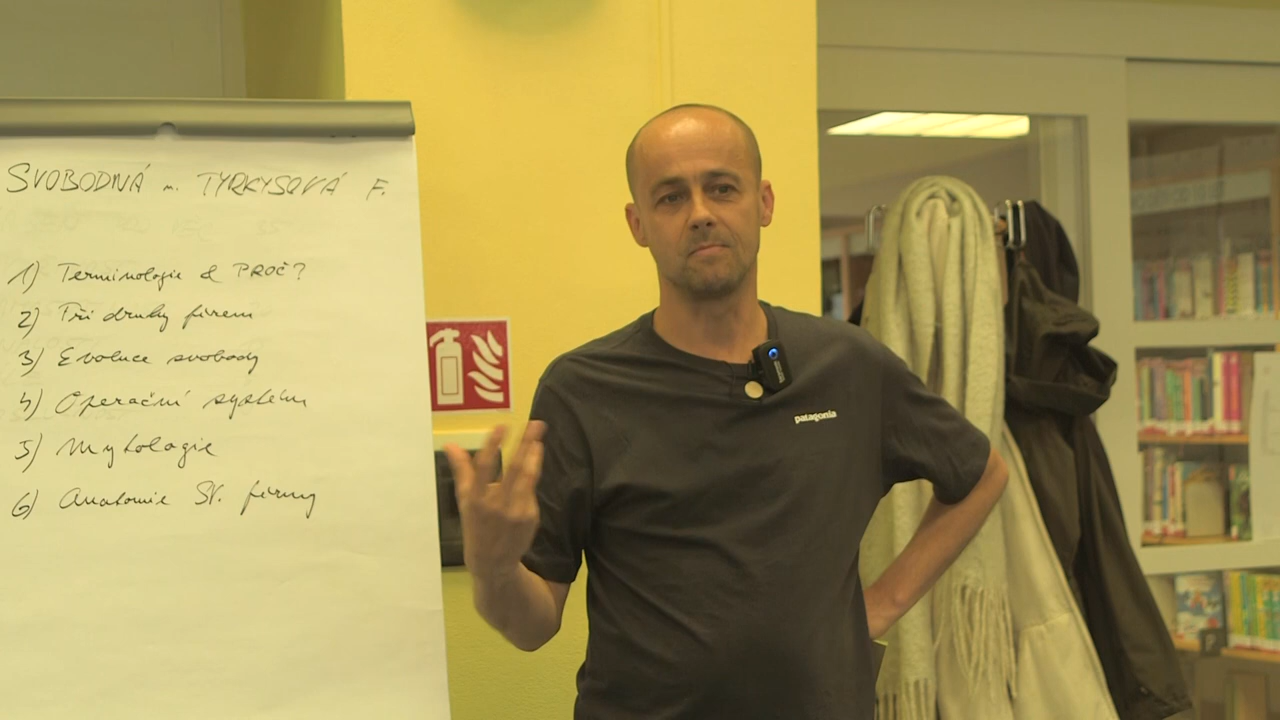 SVOBODNÁ n. TYRKYSOVÁ F.
1) Terminologie & PROČ?
2) Tři druhy firem
3) Evoluce svobody
4) Operační systém
5) Mytologie
6) Anatomie SV. firmy
patagonia